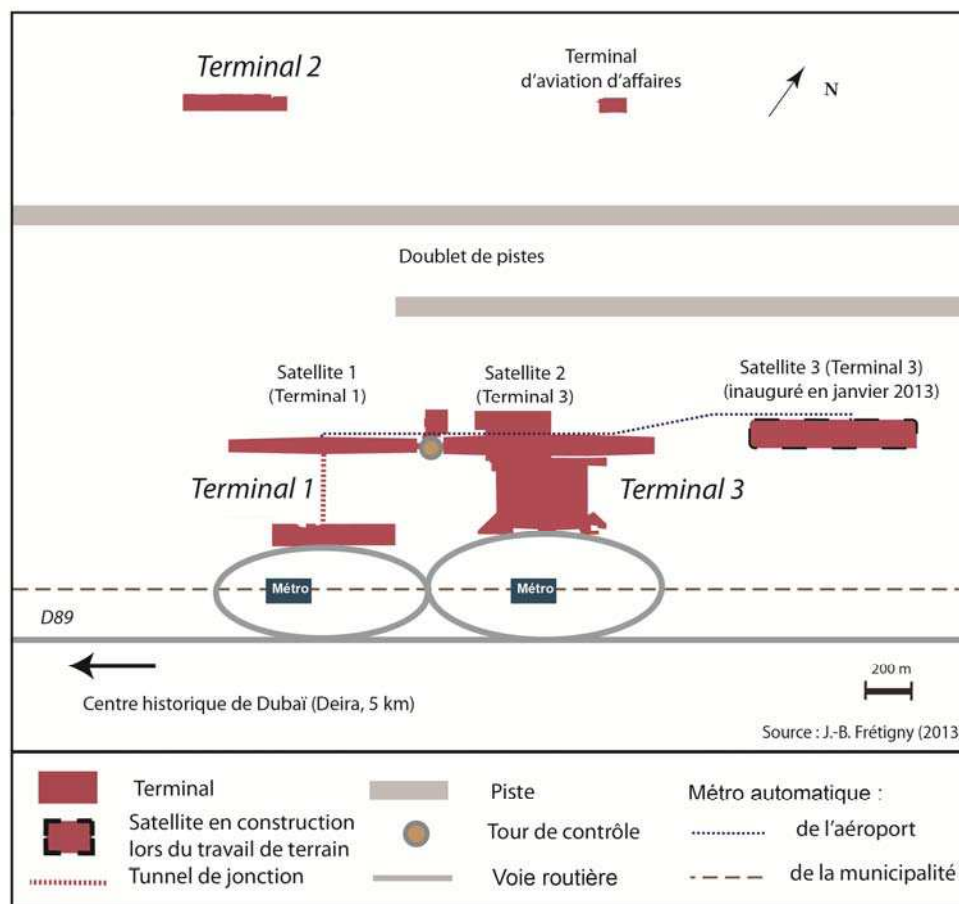 Terminal 2
Terminal
d'aviation d'affaires
N
Doublet de pistes
Satellite 1
(Terminal 1)
Satellite 2
(Terminal 3)
Satellite 3 (Terminal 3)
(inauguré en janvier 2013)
Terminal 1
Terminal 3
Métro
Métro
D89
200 m
Centre historique de Dubaï (Deira, 5 km)
Source : J.-B. Frétigny (2013
Terminal
Satellite en construction
lors du travail de terrain
Tunnel de jonction
Piste
Tour de contrôle
Voie routière
Métro automatique :
de l'aéroport
de la municipalité